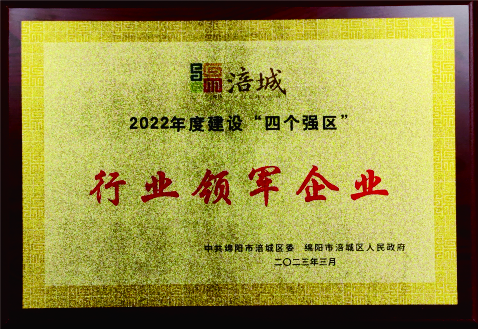 涪城
2022年度建设“四个强区”
行业领军企业
中共绵阳市涪城区委 绵阳市涪城区人民政府
二〇二三年三月